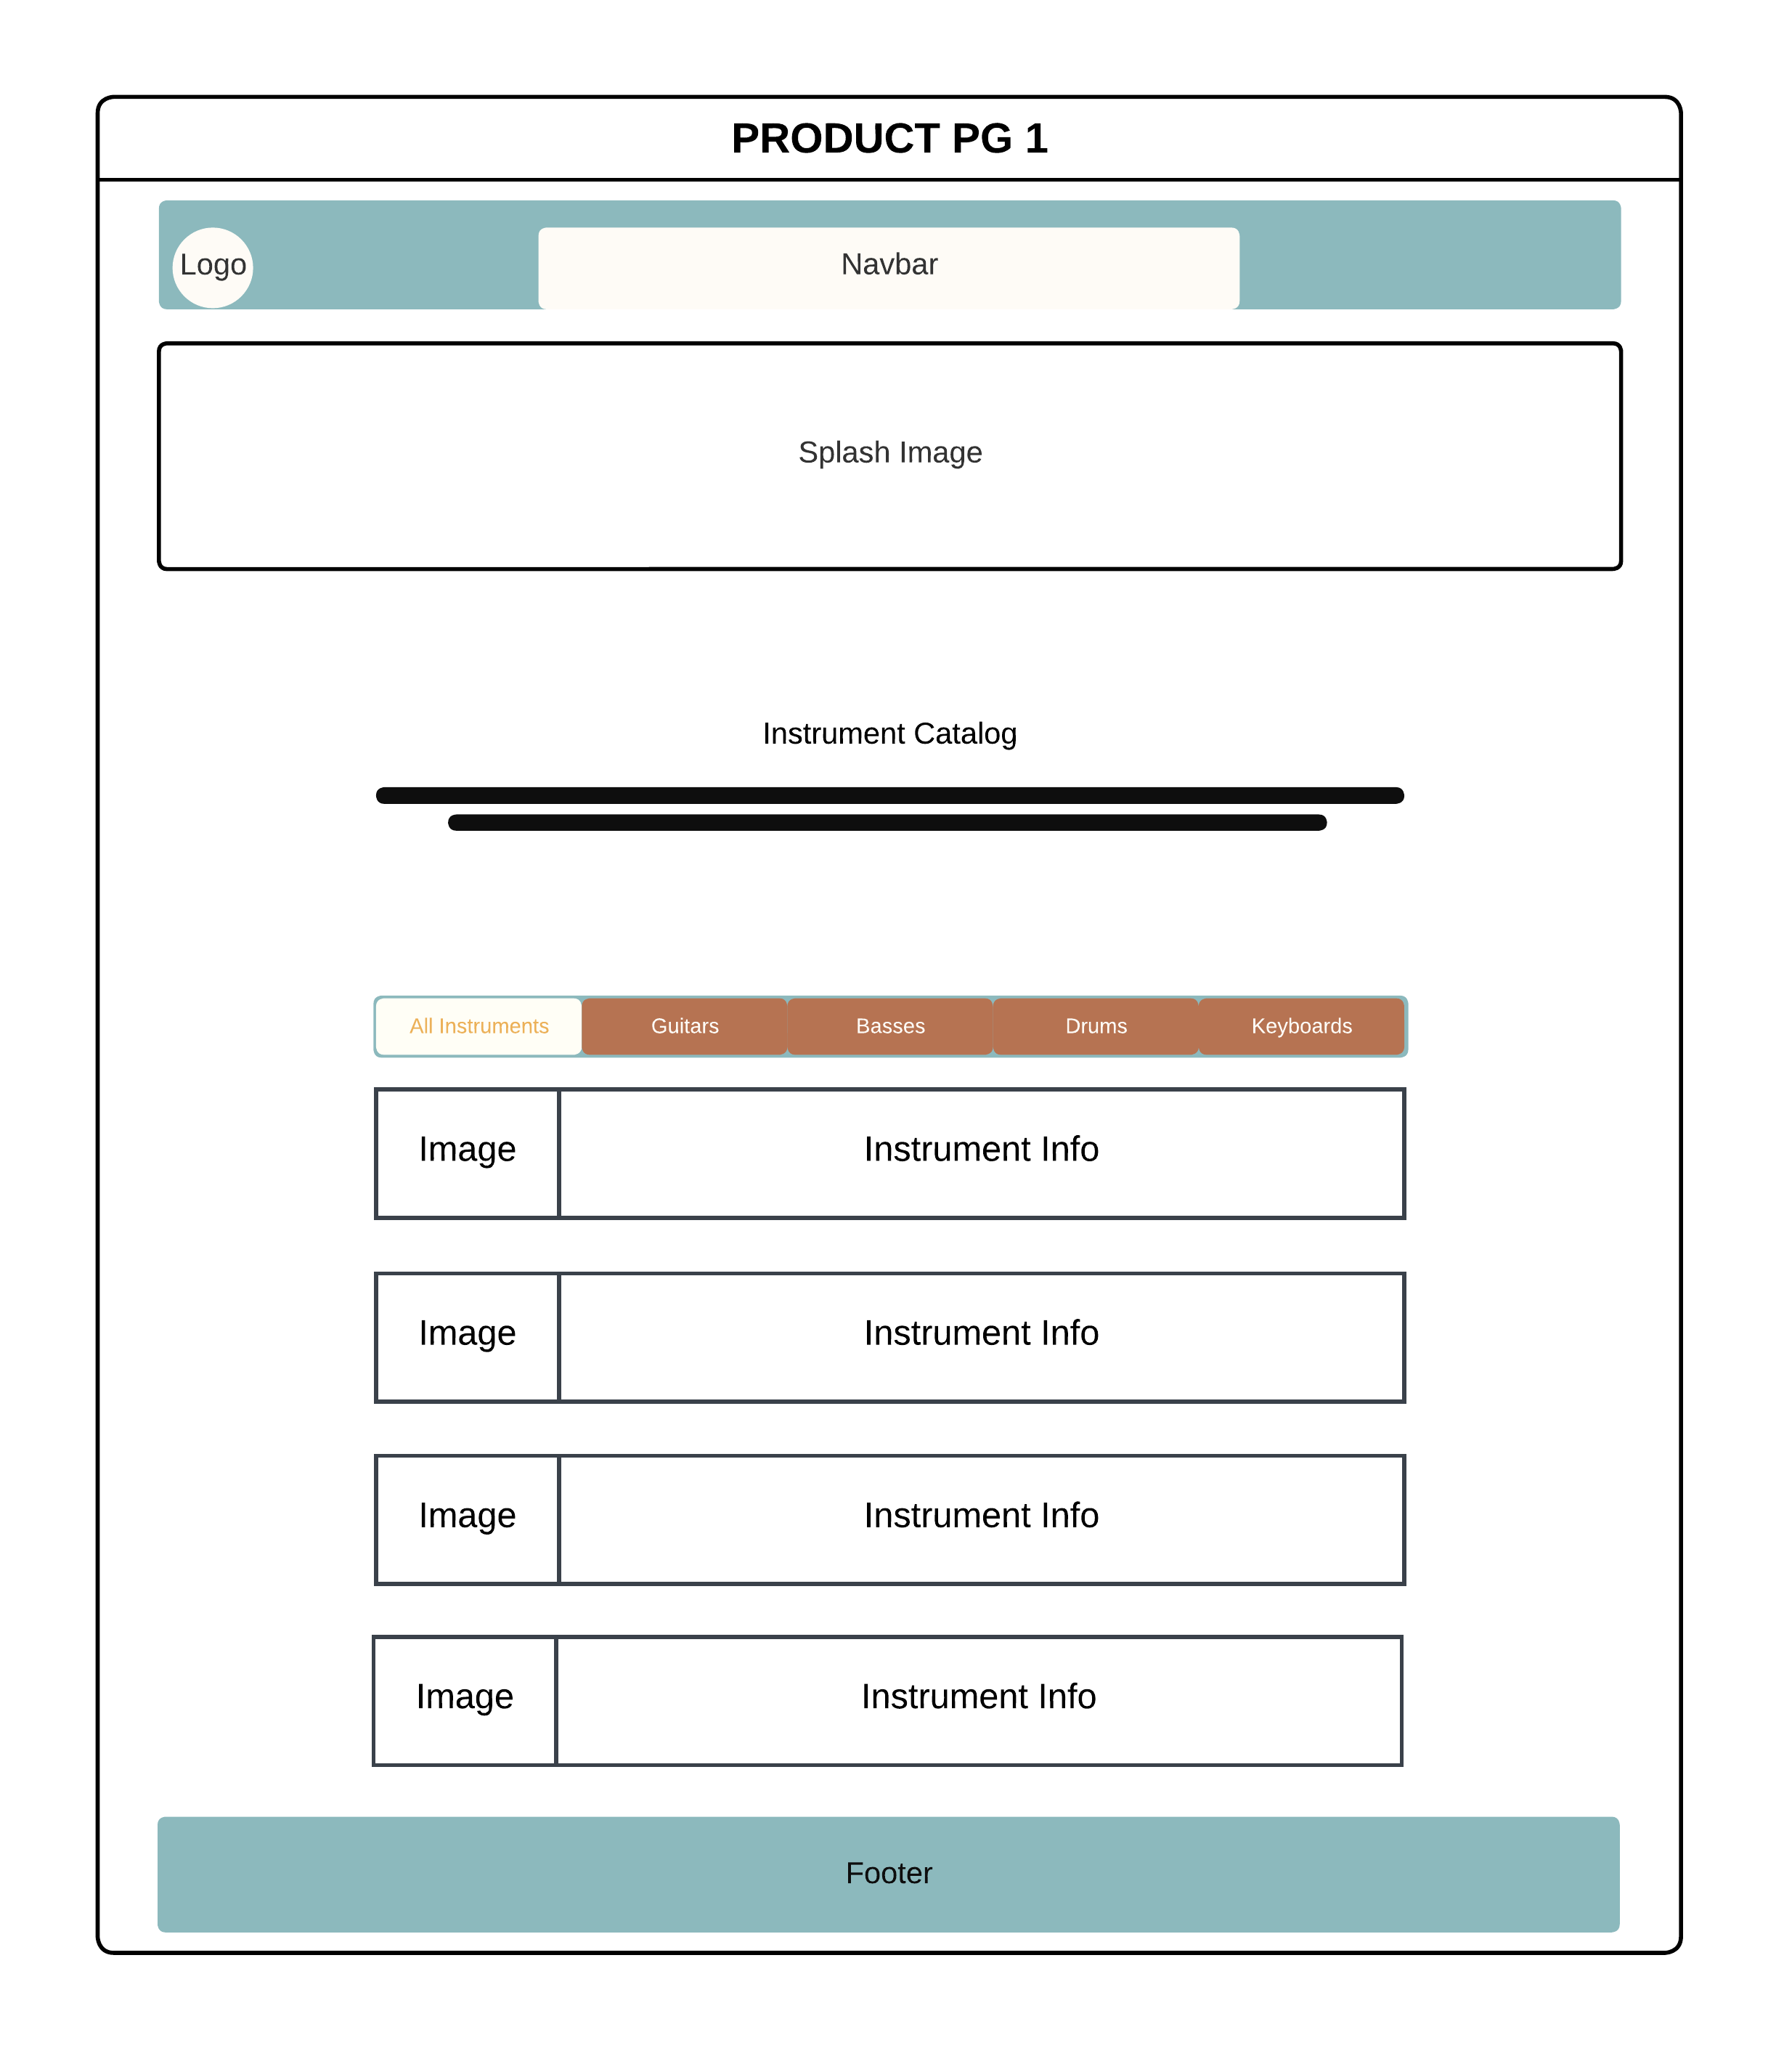 PRODUCT PG 1
Logo
Navbar
Splash Image
Instrument Catalog
All Instruments
Guitars
Basses
Drums
Keyboards
Image
Instrument Info
Image
Instrument Info
Image
Instrument Info
Image
Instrument Info
Footer